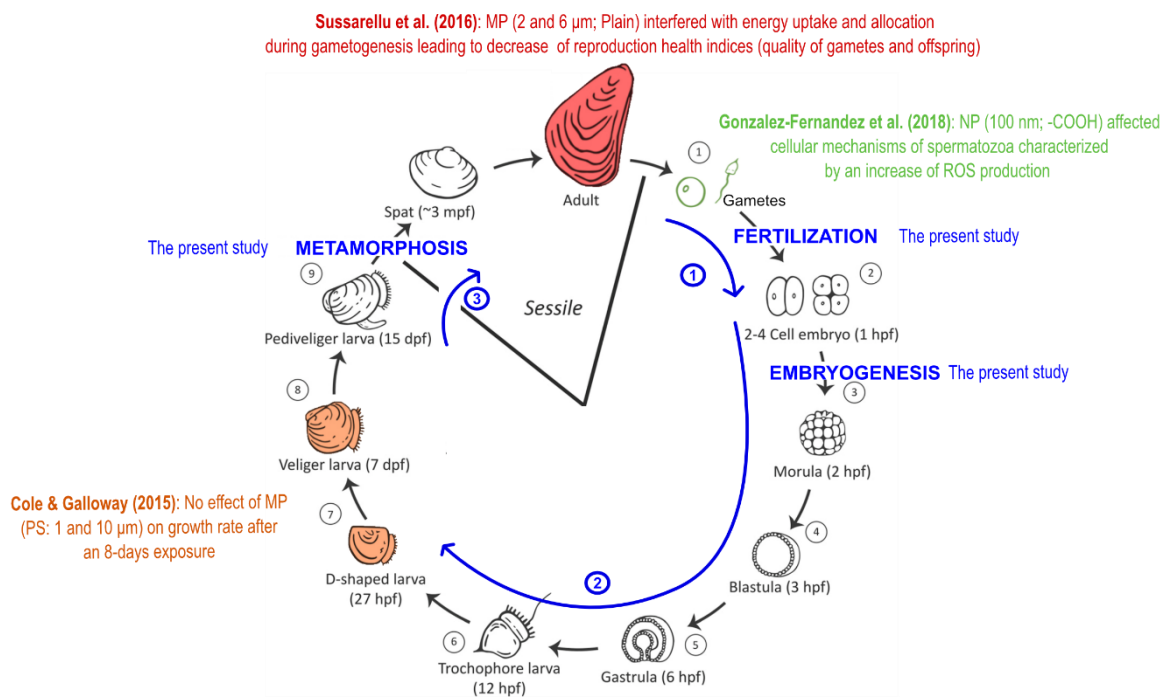 Sussarellu et al. (2016): MP (2 and 6 µm; Plain) interfered with energy uptake and allocation
during gametogenesis leading to decrease of reproduction health indices (quality of gametes and offspring)
Gonzalez-Fernandez et al. (2018): NP (100 nm; -COOH) affected
cellular mechanisms of spermatozoa characterized
by an increase of ROS production
1
Gametes
Adult
Spat (~3 mpf)
The present study
METAMORPHOSIS
FERTILIZATION
The present study
1
2
2-4 Cell embryo (1 hpf)
EMBRYOGENESIS
The present study
3
Morula (2 hpf)
4
Blastula (3 hpf)
5
Gastrula (6 hpf)
2
6
Trochophore larva
(12 hpf)
7
D-shaped larva
(27 hpf)
Cole & Galloway (2015): No effect of MP
(PS: 1 and 10 µm) on growth rate after
an 8-days exposure
8
Veliger larva (7 dpf)
9
Pediveliger larva (15 dpf)
3
Sessile